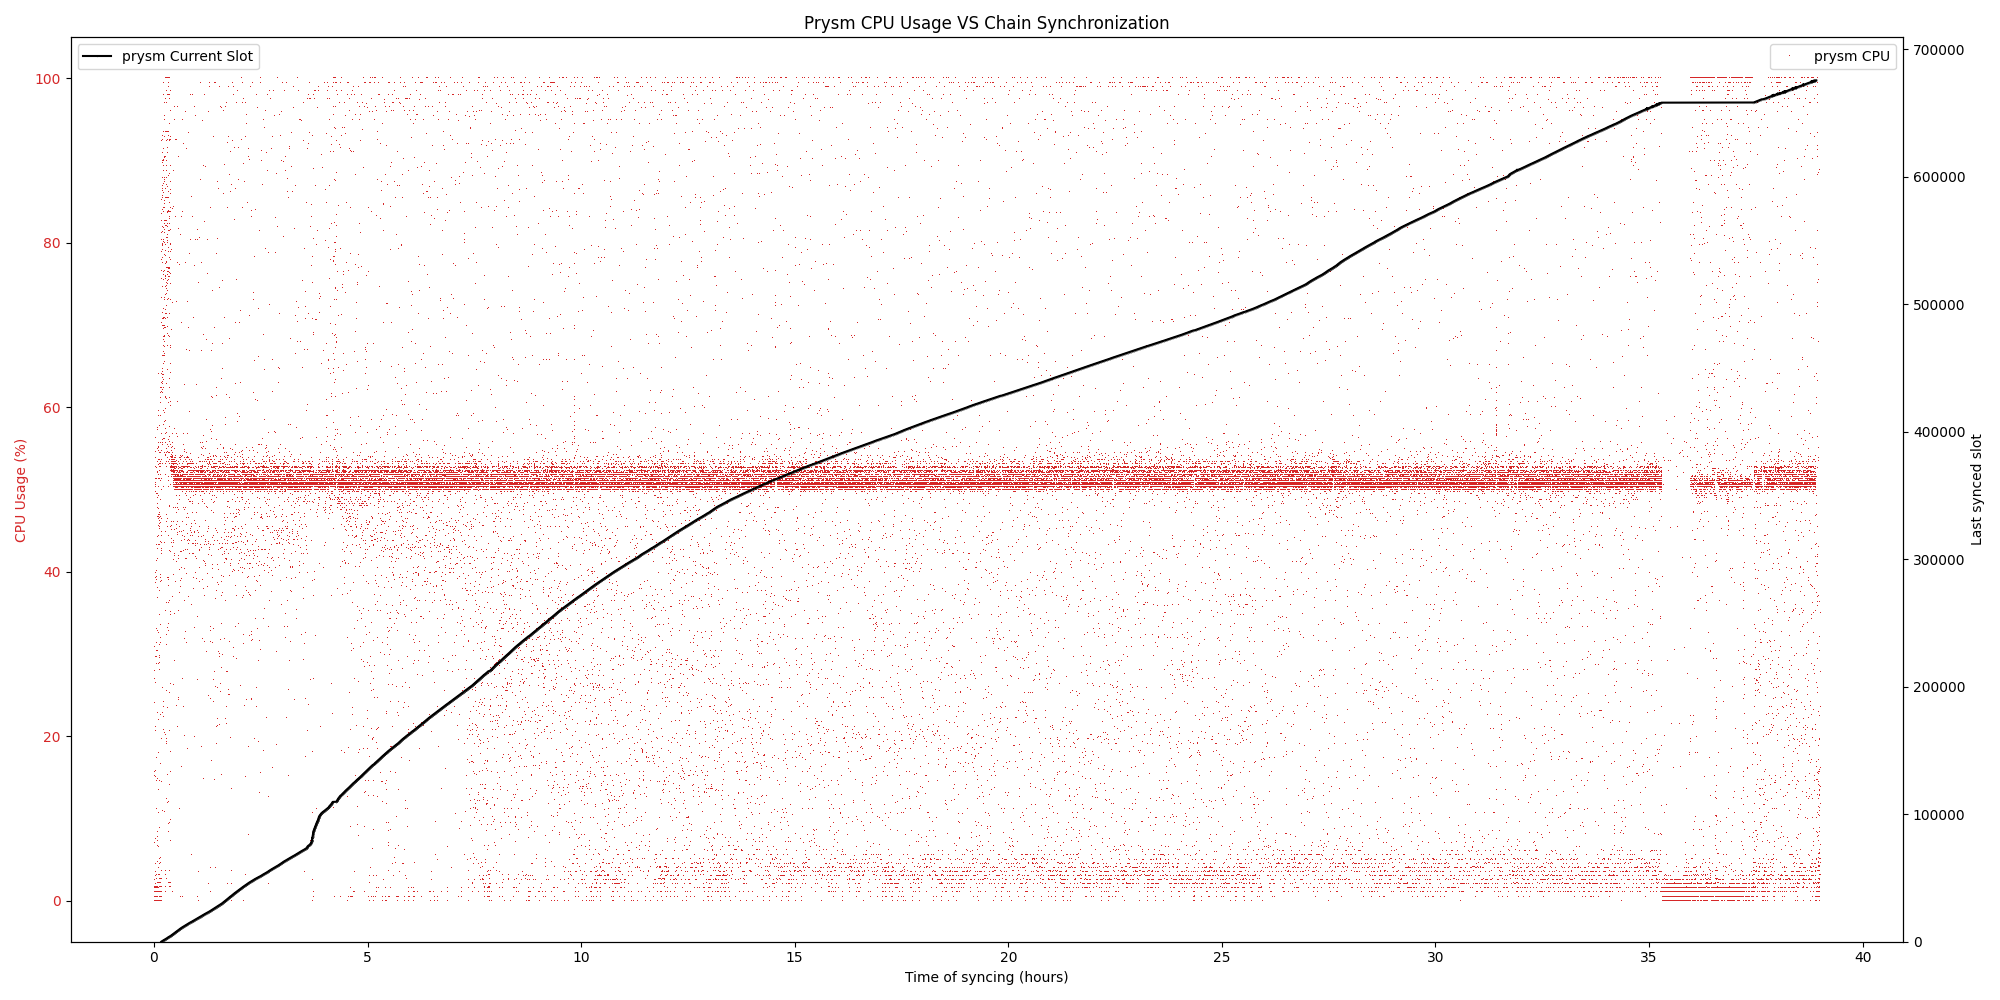 Prysm CPU Usage VS Chain Synchronization
prysm Current Slot
prysm CPU
CPU Usage (%)
100
80
60
40
20
0
700000
600000
500000
400000
300000
200000
100000
0
Last synced slot
0 5 10 15 20 25 30 35 40
Time of syncing (hours)